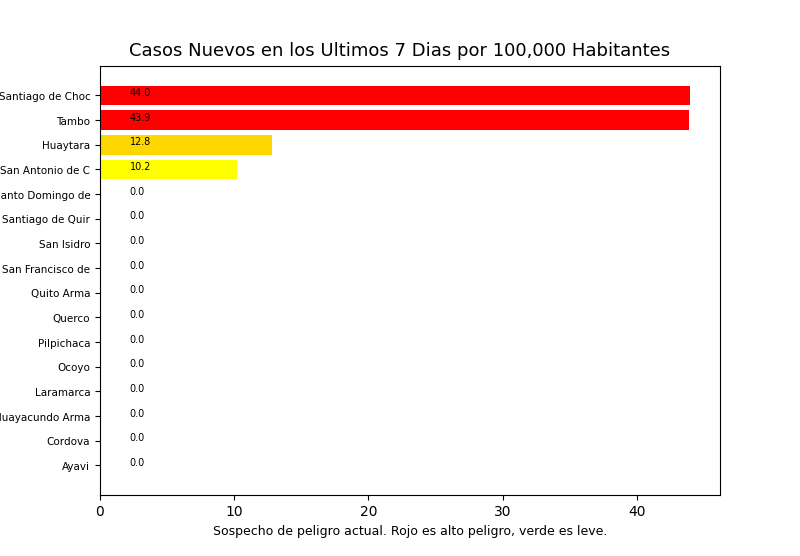 Casos Nuevos en los Ultimos 7 Dias por 100,000 Habitantes
Santiago de Choc 44.0
Tambo 43.9
Huaytara 12.8
San Antonio de C 10.2
anto Domingo de 0.0
Santiago de Quir 0.0
San Isidro 0.0
San Francisco de 0.0
Quito Arma 0.0
Querco 0.0
Pilpichaca 0.0
Ocoyo 0.0
Laramarca 0.0
uayacundo Arma 0.0
Cordova 0.0
Ayavi 0.0
0 10 20 30 40
Sospecho de peligro actual. Rojo es alto peligro, verde es leve.